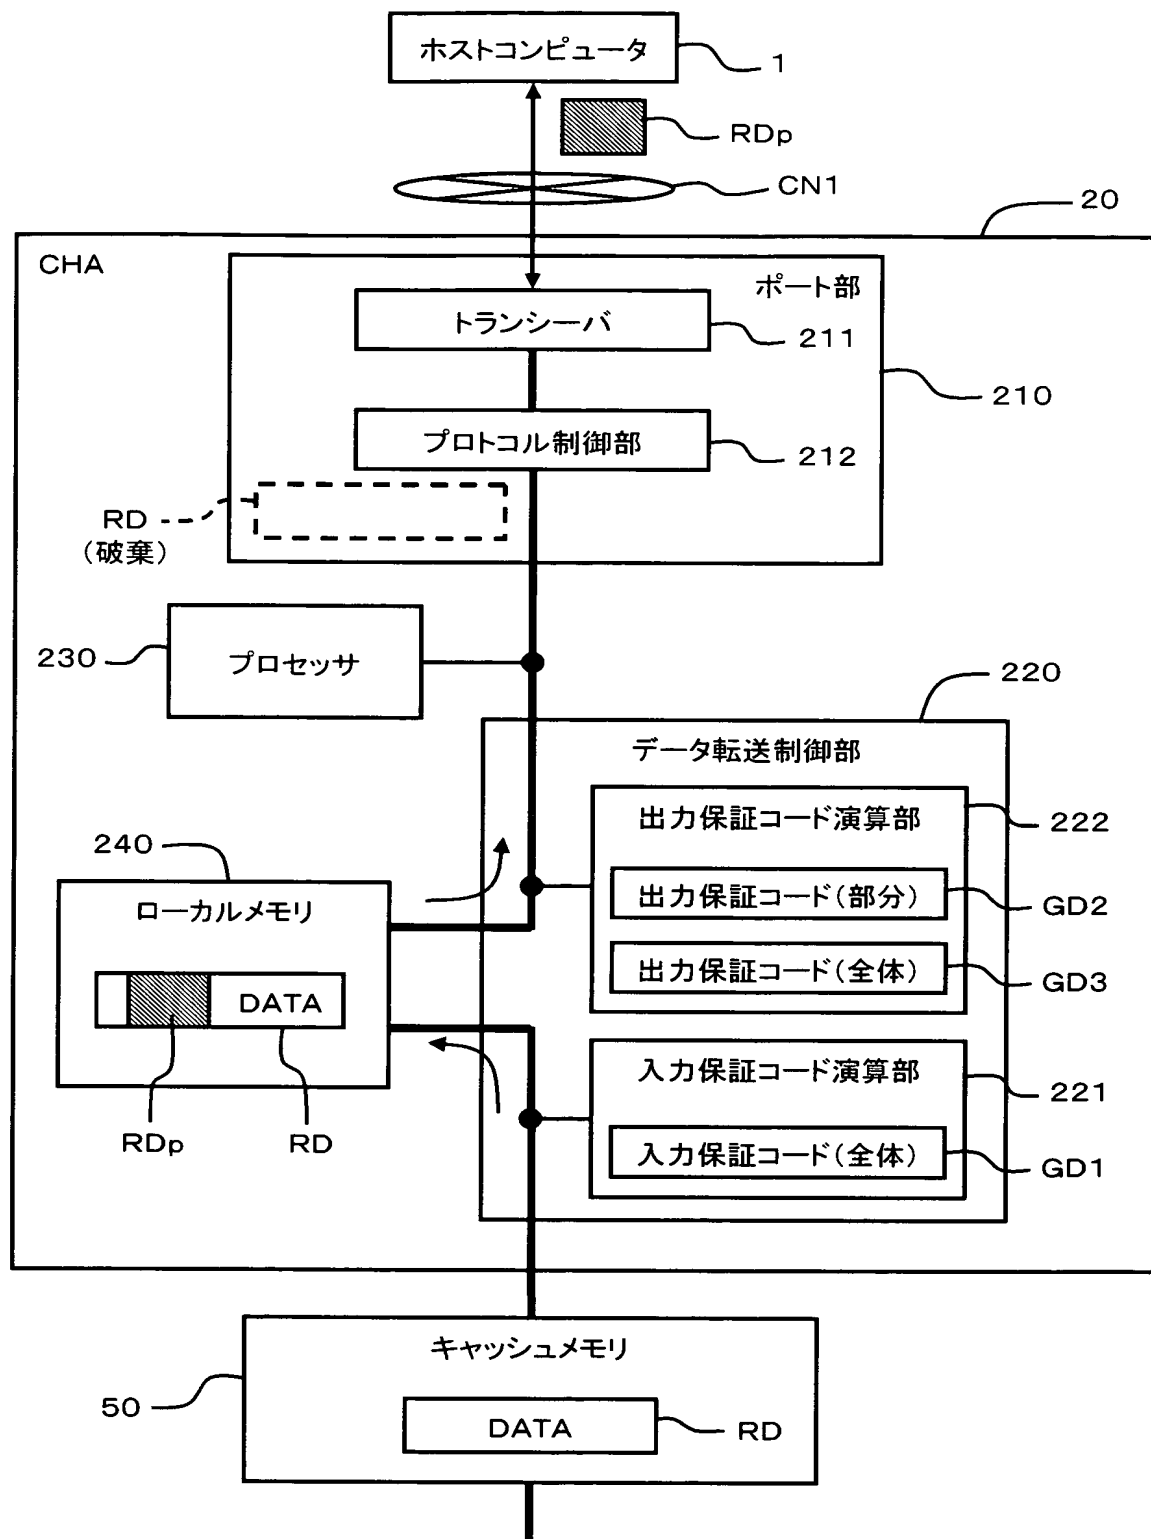 ホストコンピュータ
1
RDp
CN1
20
CHA
ポート部
トランシーバ
211
210
プロトコル制御部
212
RD
(破棄)
230
プロセッサ
220
データ転送制御部
出力保証コード演算部
222
240
ローカルメモリ
出力保証コード(部分)
GD2
出力保証コード(全体)
GD3
DATA
入力保証コード演算部
221
RDp
RD
入力保証コード(全体)
GD1
キャッシュメモリ
50
DATA
RD